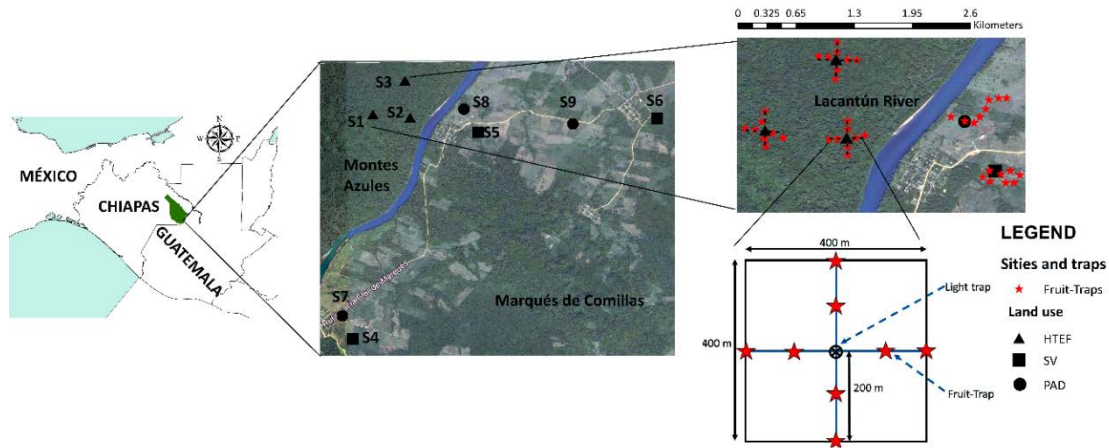 N
W E
S
MÉXICO
CHIAPAS
GUATEMALA
S3
S1
S2
S8
S9
S6
S5
Montes
Azules
Marqués de Comillas
S7
S4
0 0.325 0.65 1.3 1.95 2.6
Kilometers
Lacantún River
400 m
400 m
200 m
Light trap
Fruit-Trap
LEGEND
Sities and traps
Fruit-Traps
Land use
HTEF
SV
PAD